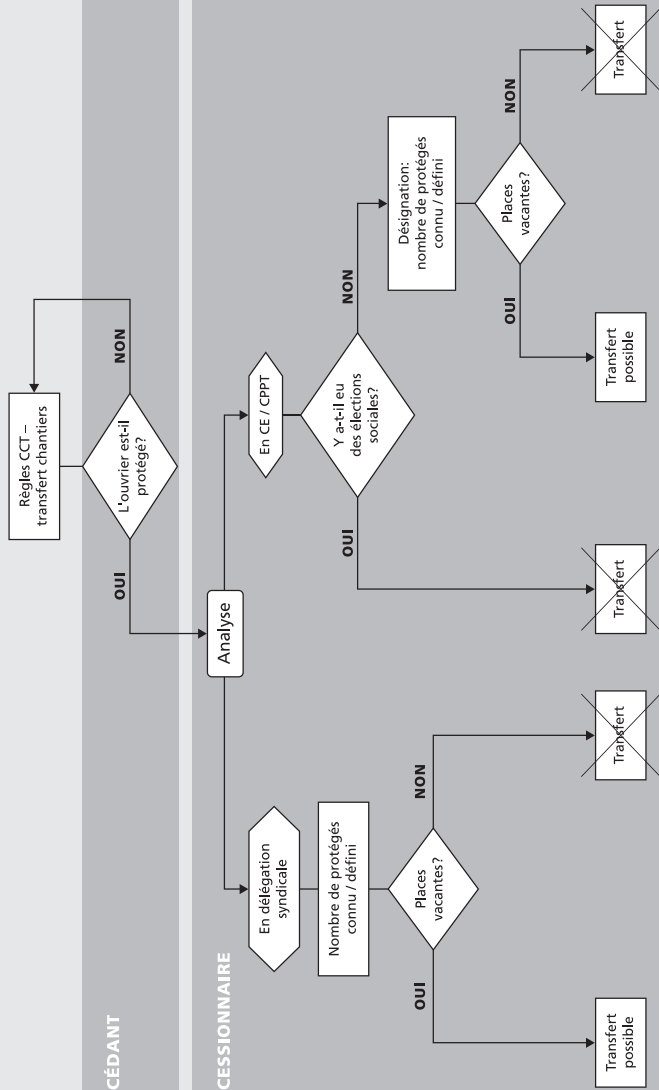 Règles CCT –
transfert chantiers
CÉDANT
L'ouvrier est-il
protégé?
OUI
NON
CESSIONNAIRE
Analyse
En délégation
syndicale
Nombre de protégés
connu / défini
Places
vacantes?
OUI
NON
Transfert
possible
Transfert
En CE / CPPT
Y a-t-il eu
des élections
sociales?
OUI
NON
Transfert
Désignation:
nombre de protégés
connu / défini
Places
vacantes?
OUI
NON
Transfert
possible
Transfert